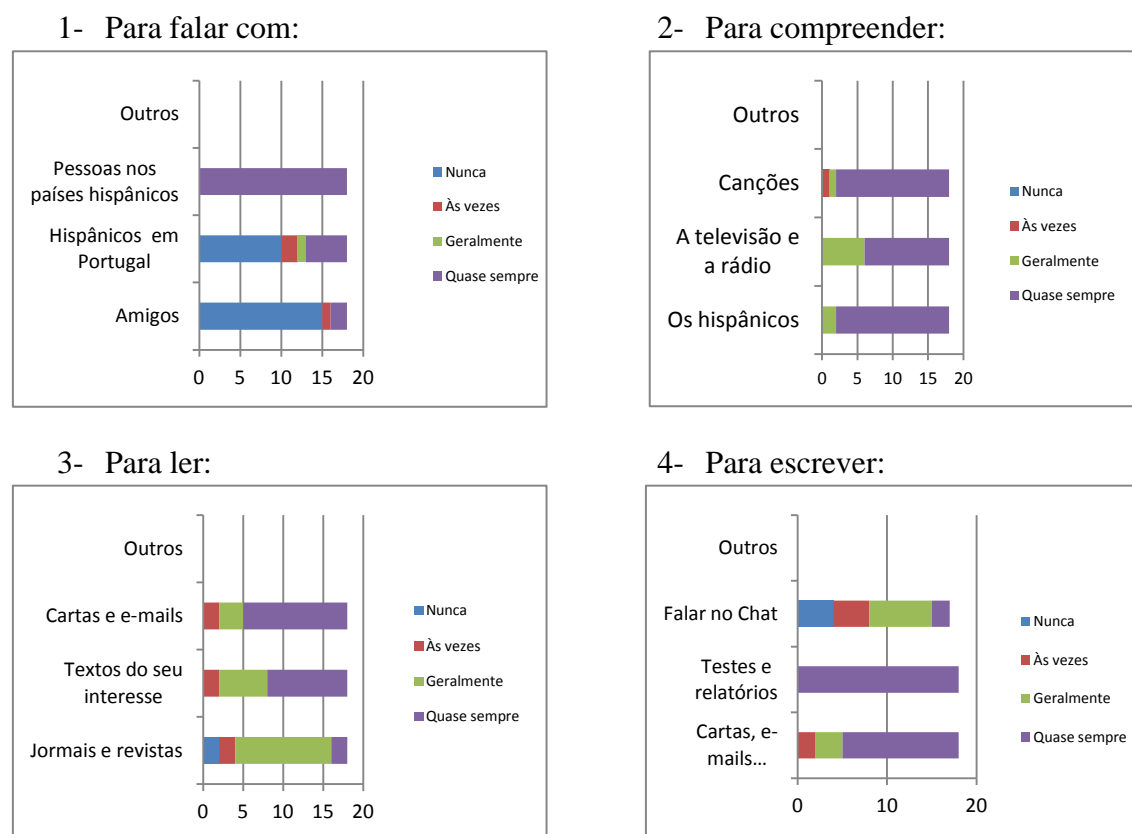 1- Para falar com:
Outros
Pessoas nos
países hispânicos
Hispânicos em
Portugal
Amigos
0 5 10 15 20
Nunca
Às vezes
Geralmente
Quase sempre
2- Para compreender:
Outros
Canções
A televisão e
a rádio
Os hispânicos
0 5 10 15 20
Nunca
Às vezes
Geralmente
Quase sempre
3- Para ler:
Outros
Cartas e e-mails
Textos do seu
interesse
Jormais e revistas
0 5 10 15 20
Nunca
Às vezes
Geralmente
Quase sempre
4- Para escrever:
Outros
Falar no Chat
Testes e
relatórios
Cartas, e-
mails...
0 10 20
Nunca
Às vezes
Geralmente
Quase sempre